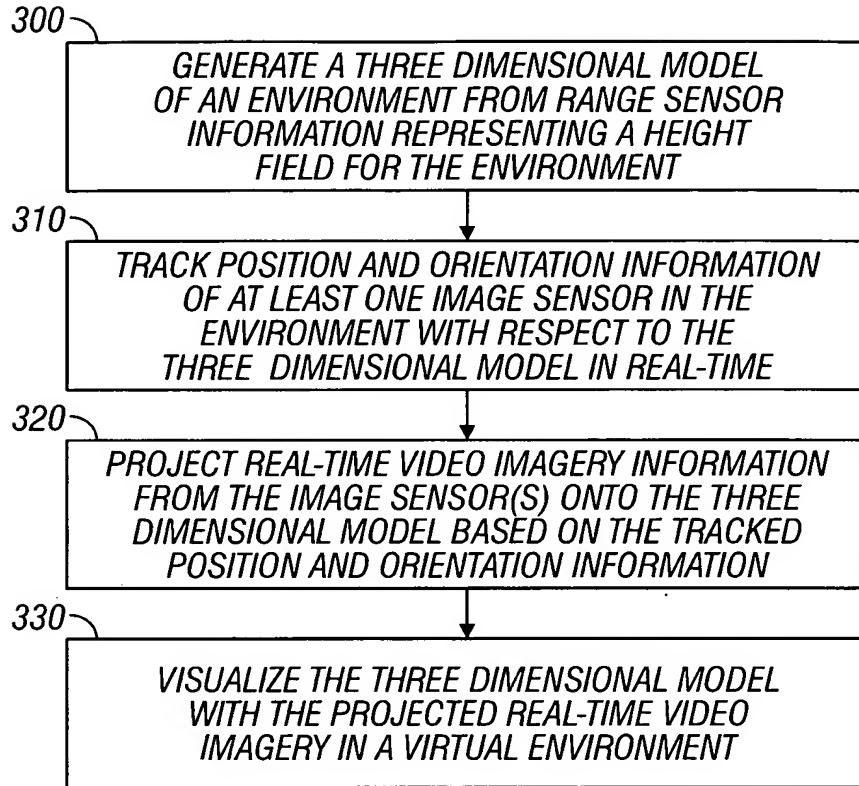 300
GENERATE A THREE DIMENSIONAL MODEL
OF AN ENVIRONMENT FROM RANGE SENSOR
INFORMATION REPRESENTING A HEIGHT
FIELD FOR THE ENVIRONMENT
310
TRACK POSITION AND ORIENTATION INFORMATION
OF AT LEAST ONE IMAGE SENSOR IN THE
ENVIRONMENT WITH RESPECT TO THE
THREE DIMENSIONAL MODEL IN REAL-TIME
320
PROJECT REAL-TIME VIDEO IMAGERY INFORMATION
FROM THE IMAGE SENSOR(S) ONTO THE THREE
DIMENSIONAL MODEL BASED ON THE TRACKED
POSITION AND ORIENTATION INFORMATION
330
VISUALIZE THE THREE DIMENSIONAL MODEL
WITH THE PROJECTED REAL-TIME VIDEO
IMAGERY IN A VIRTUAL ENVIRONMENT